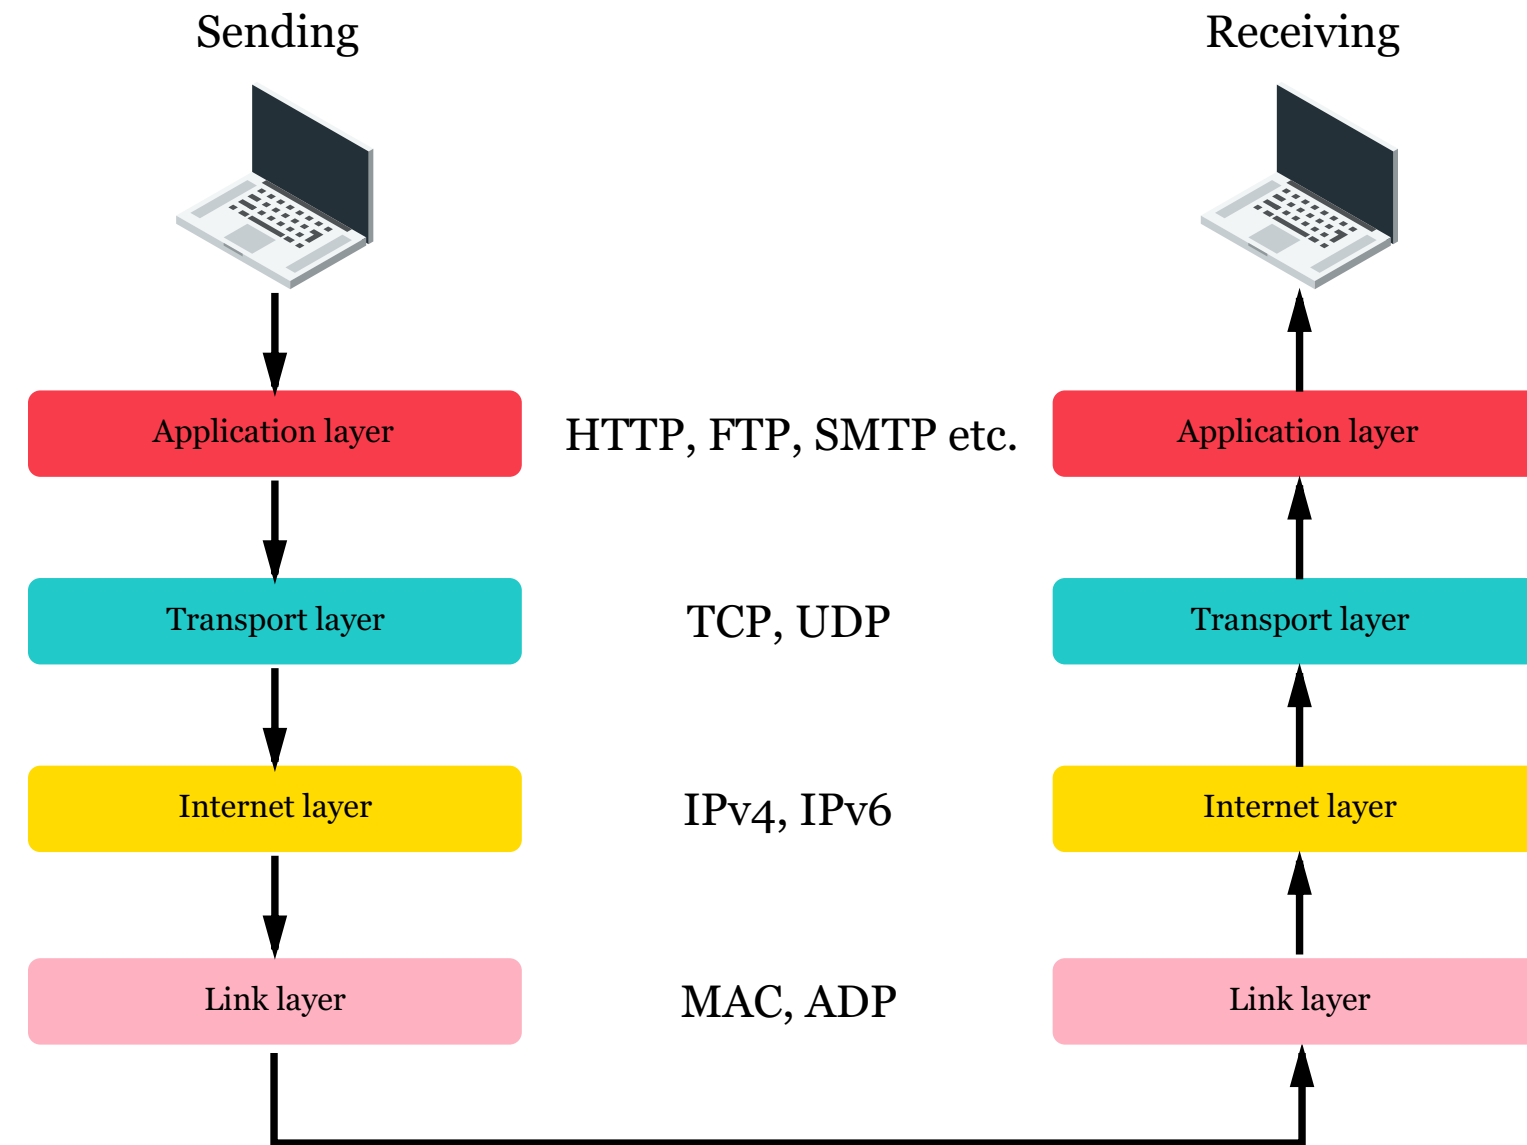 Sending
Receiving
Application layer
HTTP, FTP, SMTP etc.
Application layer
Transport layer
TCP, UDP
Transport layer
Internet layer
IPv4, IPv6
Internet layer
Link layer
MAC, ADP
Link layer